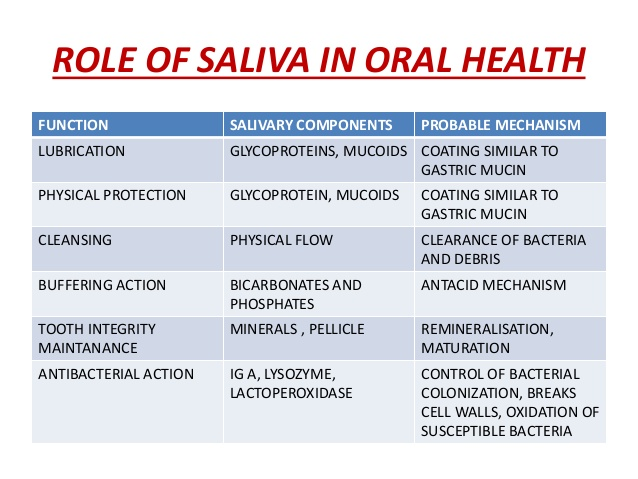 ROLE OF SALIVA IN ORAL HEALTH
FUNCTION SALIVARY COMPONENTS PROBABLE MECHANISM
LUBRICATION GLYCOPROTEINS, MUCOIDS COATING SIMILAR TO
GASTRIC MUCIN
PHYSICAL PROTECTION GLYCOPROTEIN, MUCOIDS COATING SIMILAR TO
GASTRIC MUCIN
CLEANSING PHYSICAL FLOW CLEARANCE OF BACTERIA
AND DEBRIS
BUFFERING ACTION BICARBONATES AND ANTACID MECHANISM
PHOSPHATES
TOOTH INTEGRITY MINERALS , PELLICLE REMINERALISATION,
MAINTANANCE MATURATION
ANTIBACTERIAL ACTION IG A, LYSOZYME, CONTROL OF BACTERIAL
LACTOPEROXIDASE COLONIZATION, BREAKS
CELL WALLS, OXIDATION OF
SUSCEPTIBLE BACTERIA